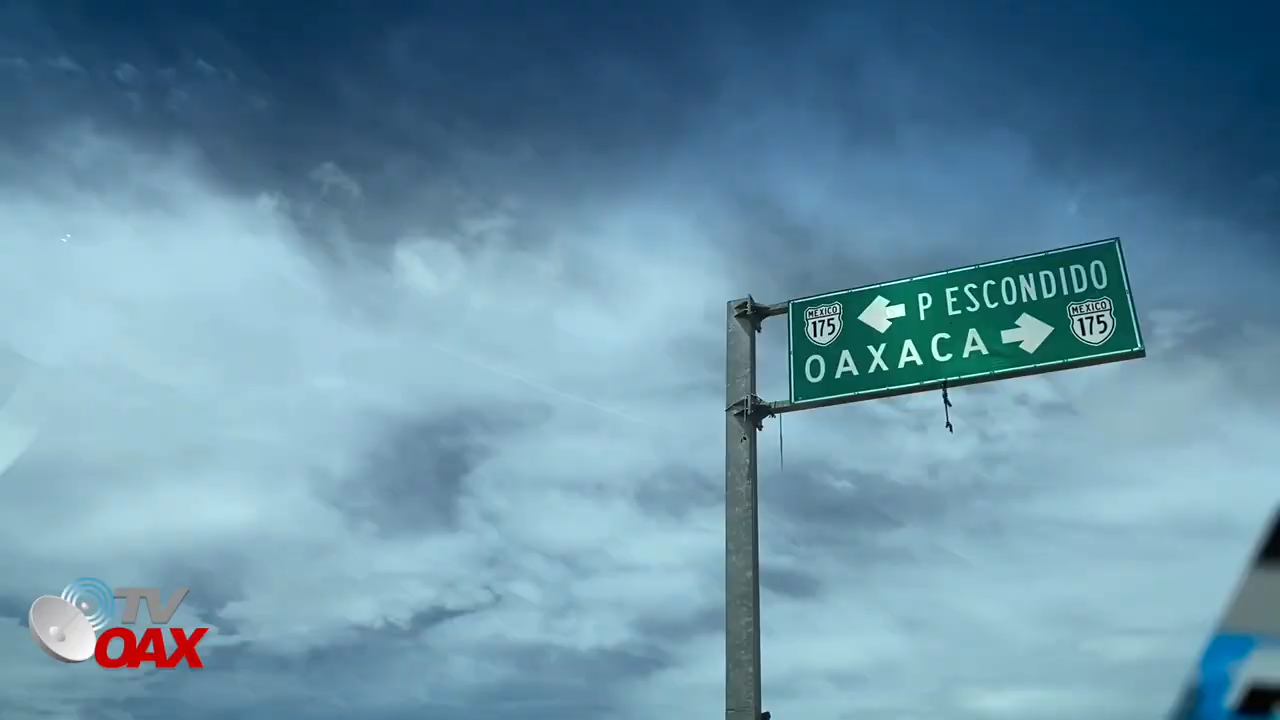 MEXICO
175
P ESCONDIDO
OAXACA
MEXICO
175
TV
OAX